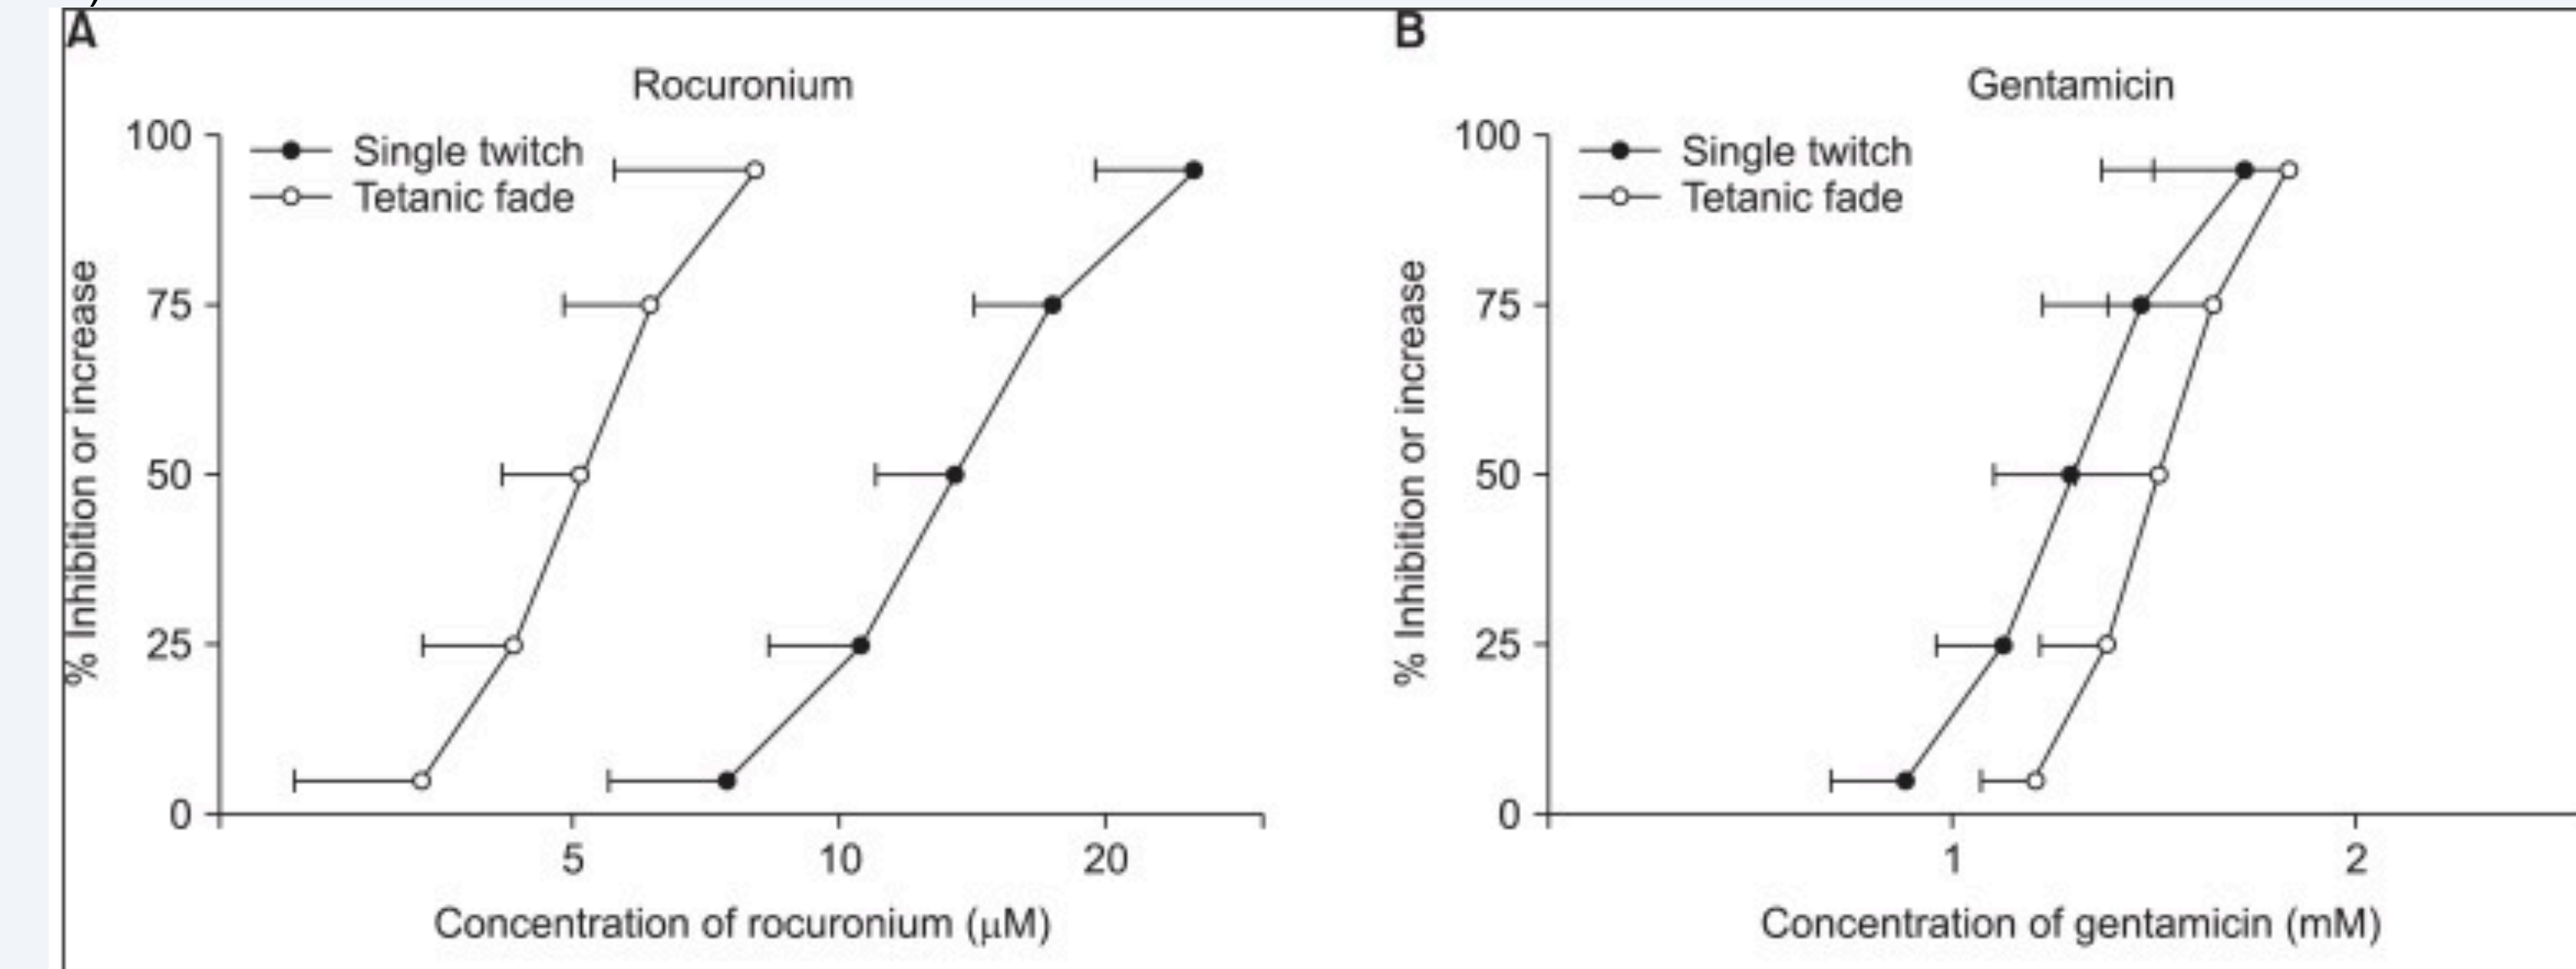 A
Rocuronium
Single twitch
Tetanic fade
100
75
50
25
0
% Inhibition or increase
5 10 20
Concentration of rocuronium (μM)
B
Gentamicin
Single twitch
Tetanic fade
100
75
50
25
0
% Inhibition or increase
1 2
Concentration of gentamicin (mM)